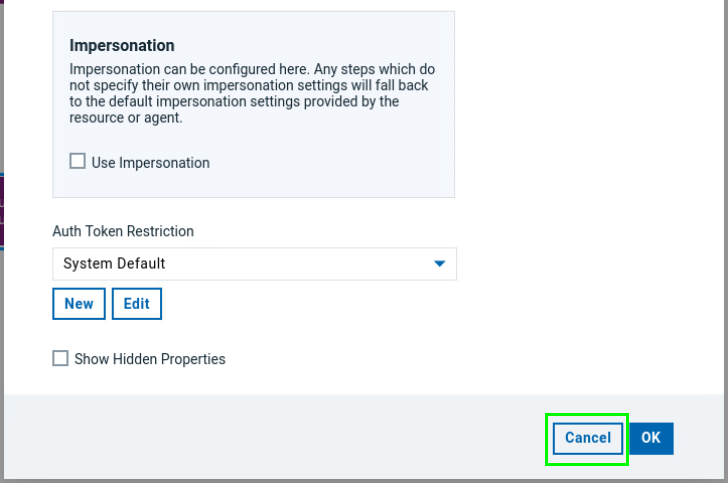 Impersonation
Impersonation can be configured here. Any steps which do
not specify their own impersonation settings will fall back
to the default impersonation settings provided by the
resource or agent.
Use Impersonation
Auth Token Restriction
System Default
New Edit
Show Hidden Properties
Cancel OK